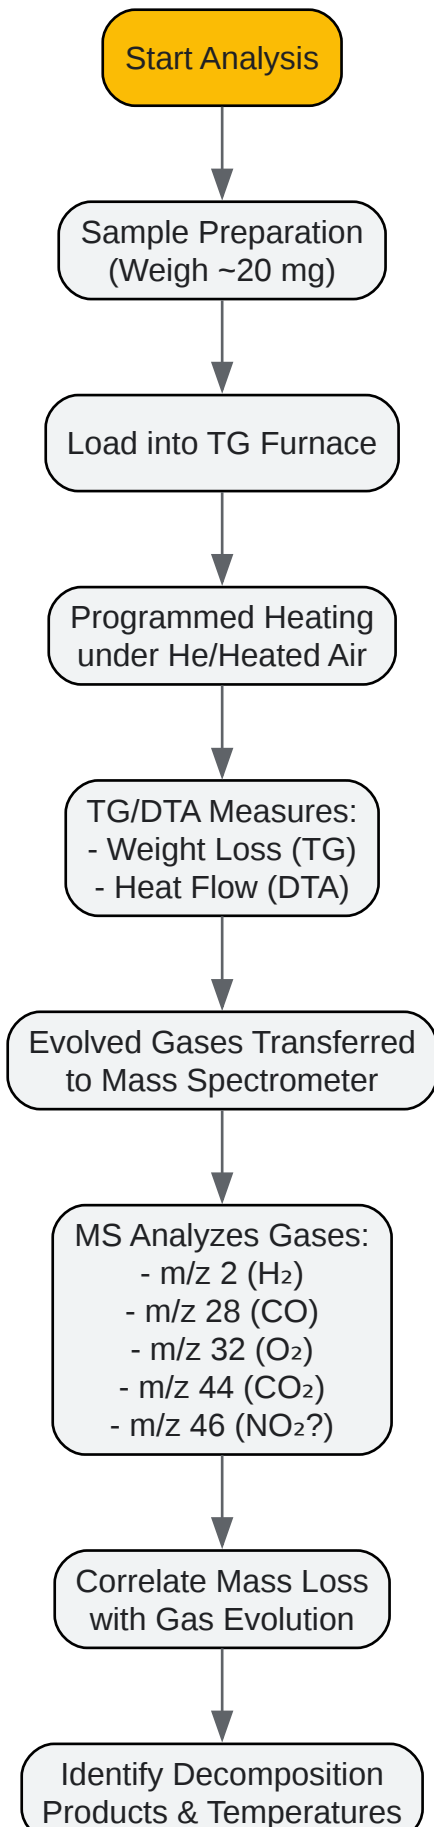 Start Analysis
Sample Preparation
(Weigh ~20 mg)
Load into TG Furnace
Programmed Heating
under He/Heated Air
TG/DTA Measures:
- Weight Loss (TG)
- Heat Flow (DTA)
Evolved Gases Transferred
to Mass Spectrometer
MS Analyzes Gases:
- m/z 2 (H₂)
- m/z 28 (CO)
- m/z 32 (O₂)
- m/z 44 (CO₂)
- m/z 46 (NO₂?)
Correlate Mass Loss
with Gas Evolution
Identify Decomposition
Products & Temperatures